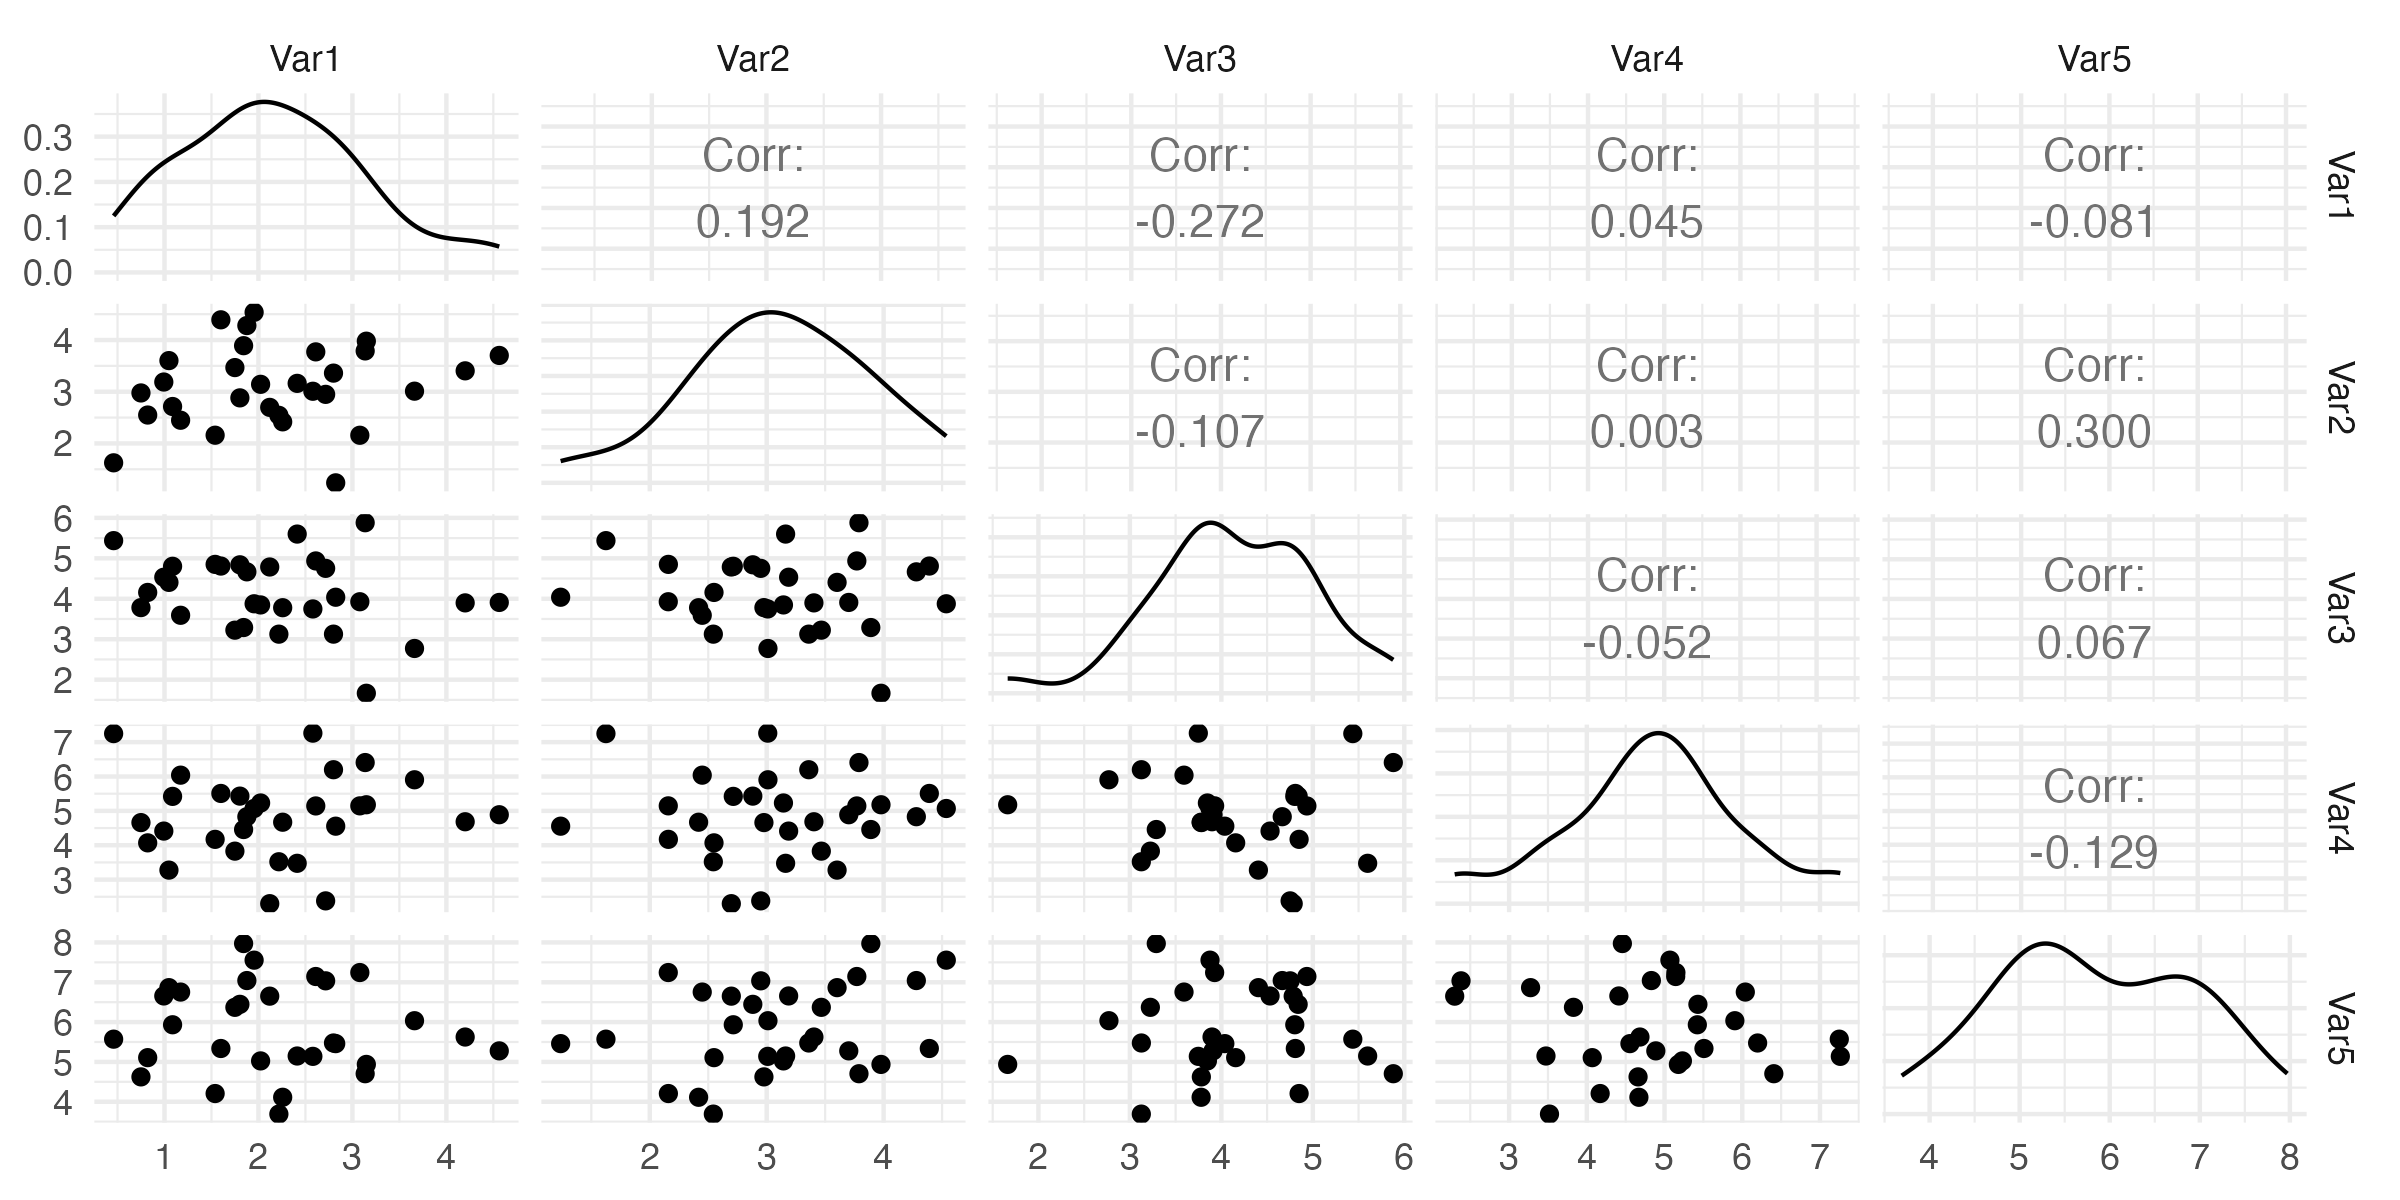 Var1 Var2 Var3 Var4 Var5
0.3
0.2
0.1
0.0
Corr:
0.192
Corr:
-0.272
Corr:
0.045
Corr:
-0.081
Var1
4
3
2
Corr:
-0.107
Corr:
0.003
Corr:
0.300
Var2
6
5
4
3
2
Corr:
-0.052
Corr:
0.067
Var3
7
6
5
4
3
Corr:
-0.129
Var4
8
7
6
5
4
Var5
1 2 3 4 2 3 4 2 3 4 5 6 3 4 5 6 7 4 5 6 7 8